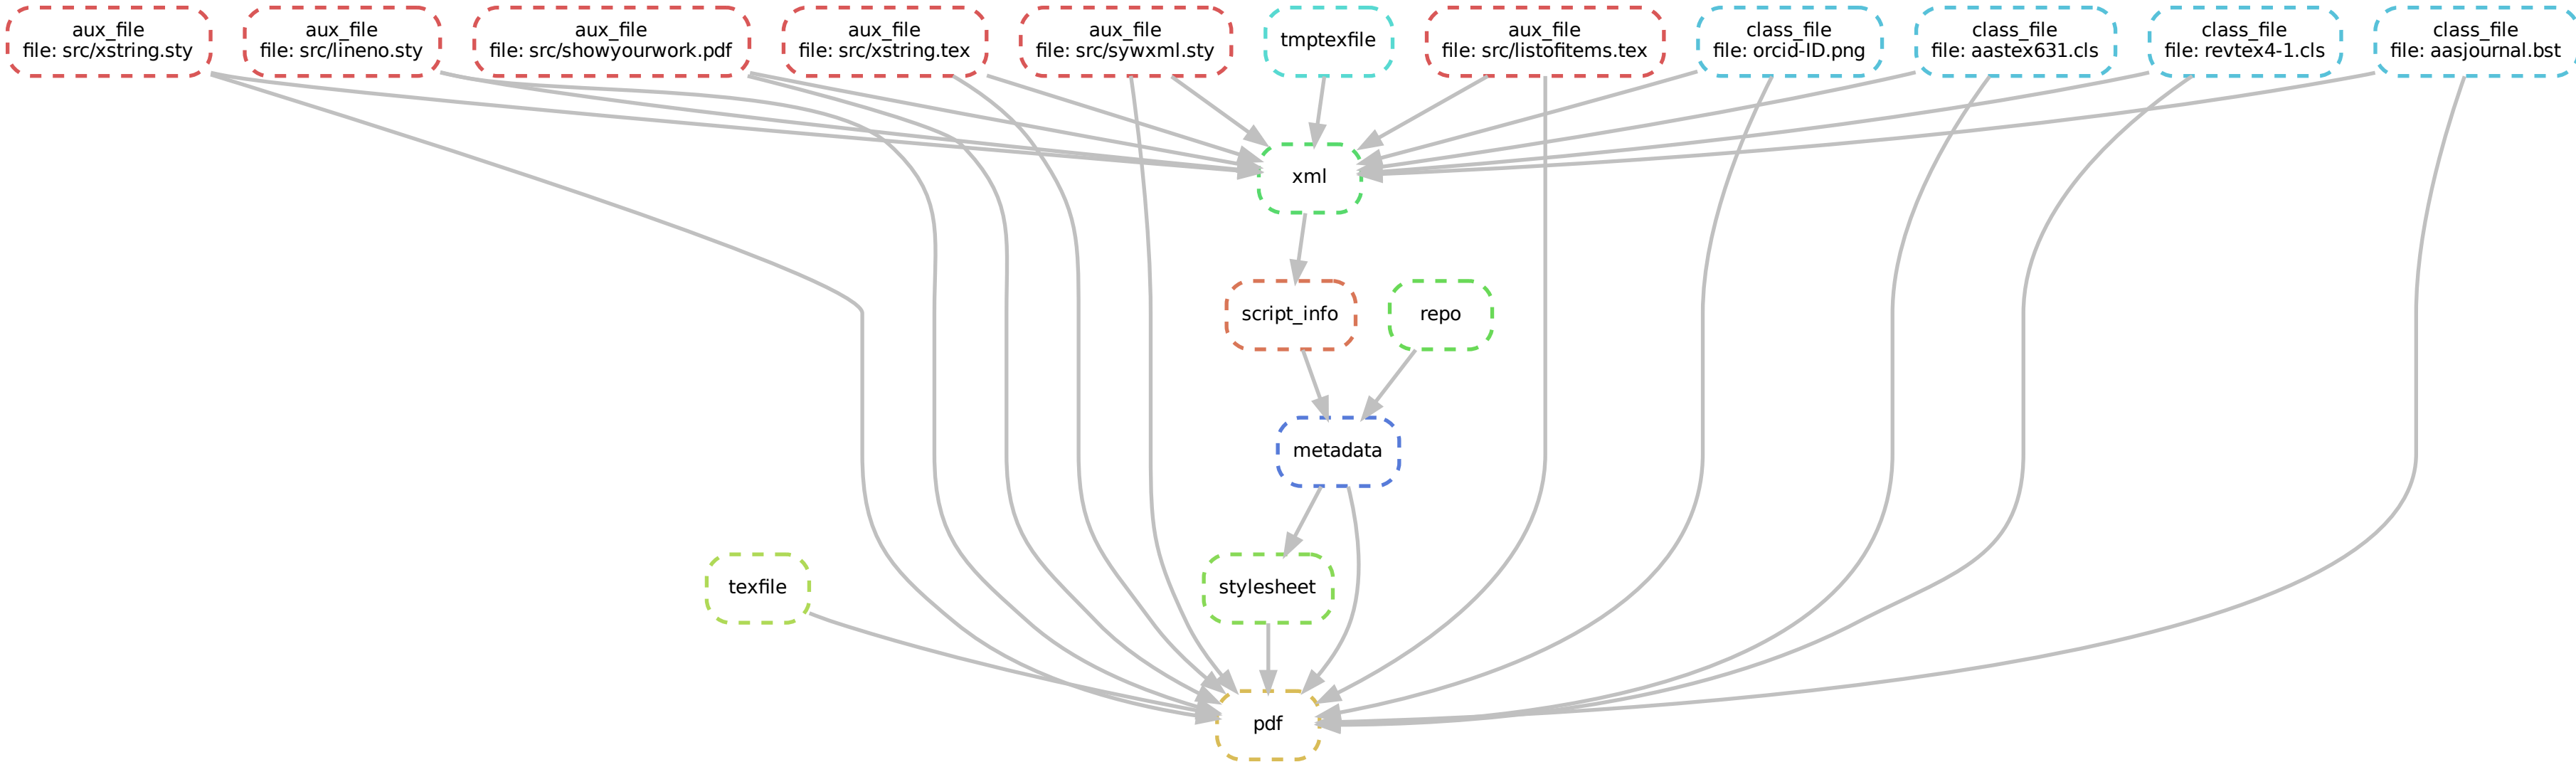 aux_file
file: src/xstring.sty
aux_file
file: src/lineno.sty
aux_file
file: src/showyourwork.pdf
aux_file
file: src/xstring.tex
aux_file
file: src/sywxml.sty
tmptexfile
aux_file
file: src/listofitems.tex
class_file
file: orcid-ID.png
class_file
file: aastex631.cls
class_file
file: revtex4-1.cls
class_file
file: aasjournal.bst
xml
script_info
repo
metadata
texfile
stylesheet
pdf